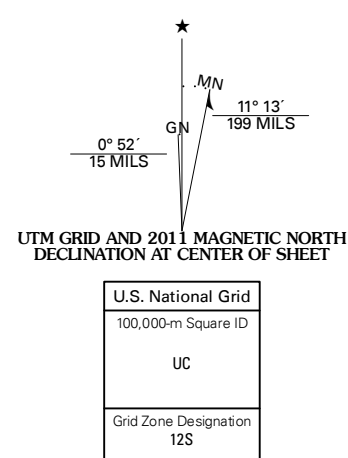 ★
MN
GN
11° 13´
199 MILS
0° 52´
15 MILS
UTM GRID AND 2011 MAGNETIC NORTH
DECLINATION AT CENTER OF SHEET
U.S. National Grid
100,000-m Square ID
UC
Grid Zone Designation
12S